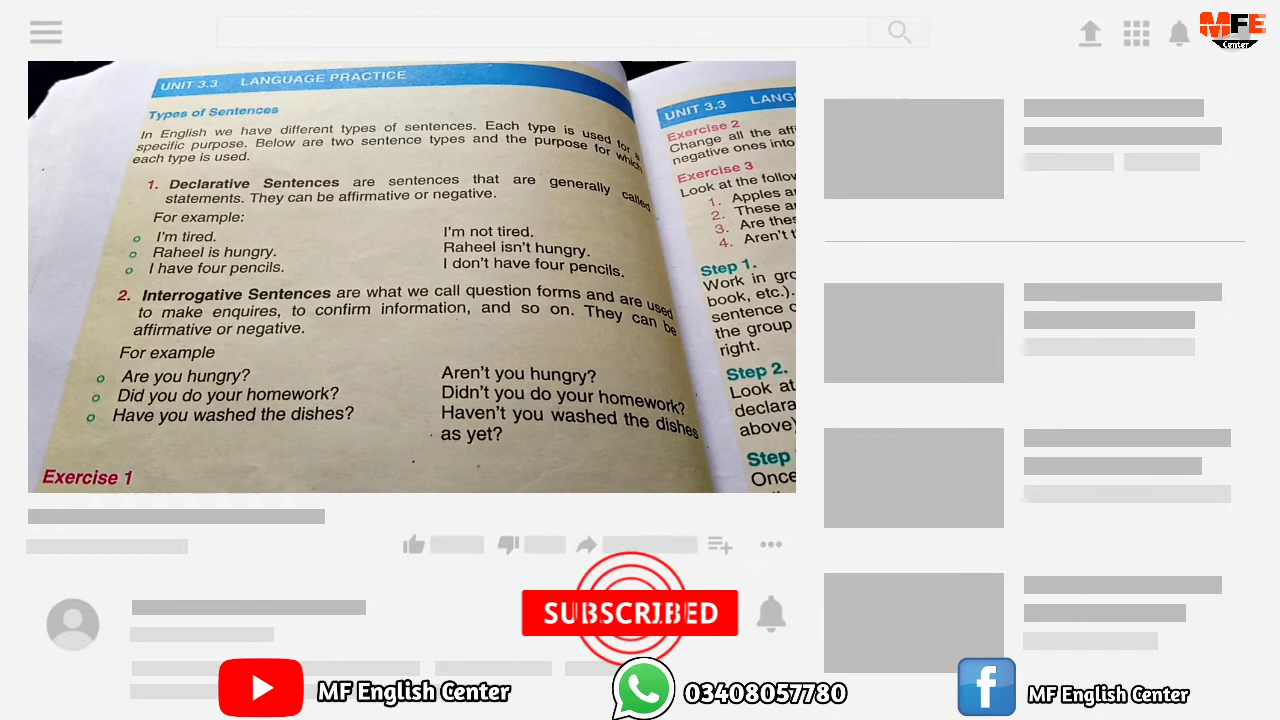 MFE
Center
UNIT 3.3 LANGUAGE PRACTICE
Types of Sentences
In English we have different types of sentences. Each type is used for a
specific purpose. Below are two sentence types and the purpose for which
each type is used.
1. Declarative Sentences are sentences that are generally called
statements. They can be affirmative or negative.
For example:
I'm tired. I'm not tired.
Raheel is hungry. Raheel isn't hungry.
I have four pencils. I don't have four pencils.
2. Interrogative Sentences are what we call question forms and are used
to make enquires, to confirm information, and so on. They can be
affirmative or negative.
For example
Are you hungry? Aren't you hungry?
Did you do your homework? Didn't you do your homework?
Have you washed the dishes? Haven't you washed the dishes
as yet?
Exercise 1
UNIT 3.3
Exercise 2
Change all the
negative ones into
Exercise 3
Look at the
1. Apples
2. These
3. Are
4. Aren't
Step 1.
Work in
book, etc.).
sentence
the group
right.
Step 2.
Look at
above)
Step
SUBSCRIBED
MF English Center
03408057780
MF English Center